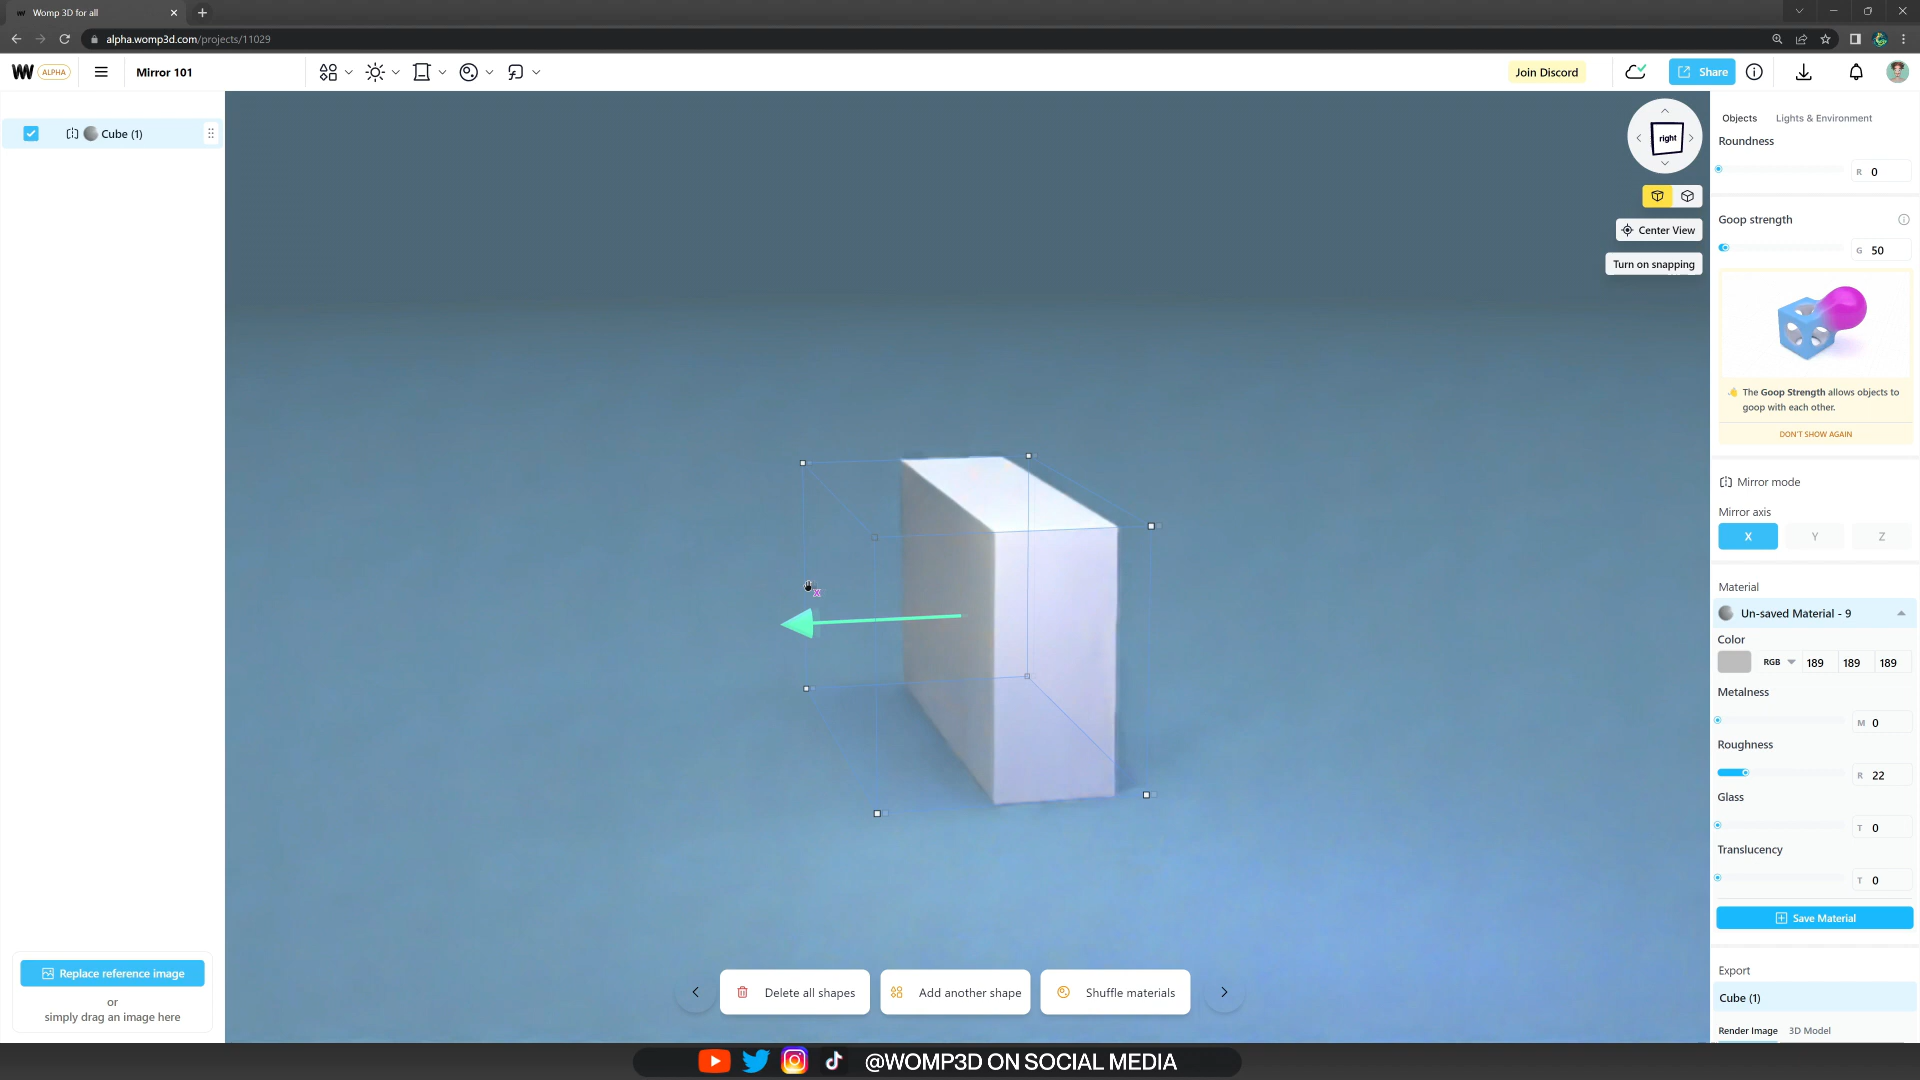 Womp 3D for all
alpha.womp3d.com/projects/11029
ALPHA
Mirror 101
Join Discord
Share
Cube (1)
right
Center View
Turn on snapping
Objects
Lights & Environment
Roundness
R 0
Goop strength
G 50
The Goop Strength allows objects to
goop with each other.
DON'T SHOW AGAIN
Mirror mode
Mirror axis
X Y Z
Material
Un-saved Material - 9
Color
RGB 189 189 189
Metalness
M 0
Roughness
R 22
Glass
T 0
Translucency
T 0
Save Material
Export
Cube (1)
Render Image 3D Model
x
Replace reference image
or
simply drag an image here
Delete all shapes
Add another shape
Shuffle materials
@WOMP3D ON SOCIAL MEDIA